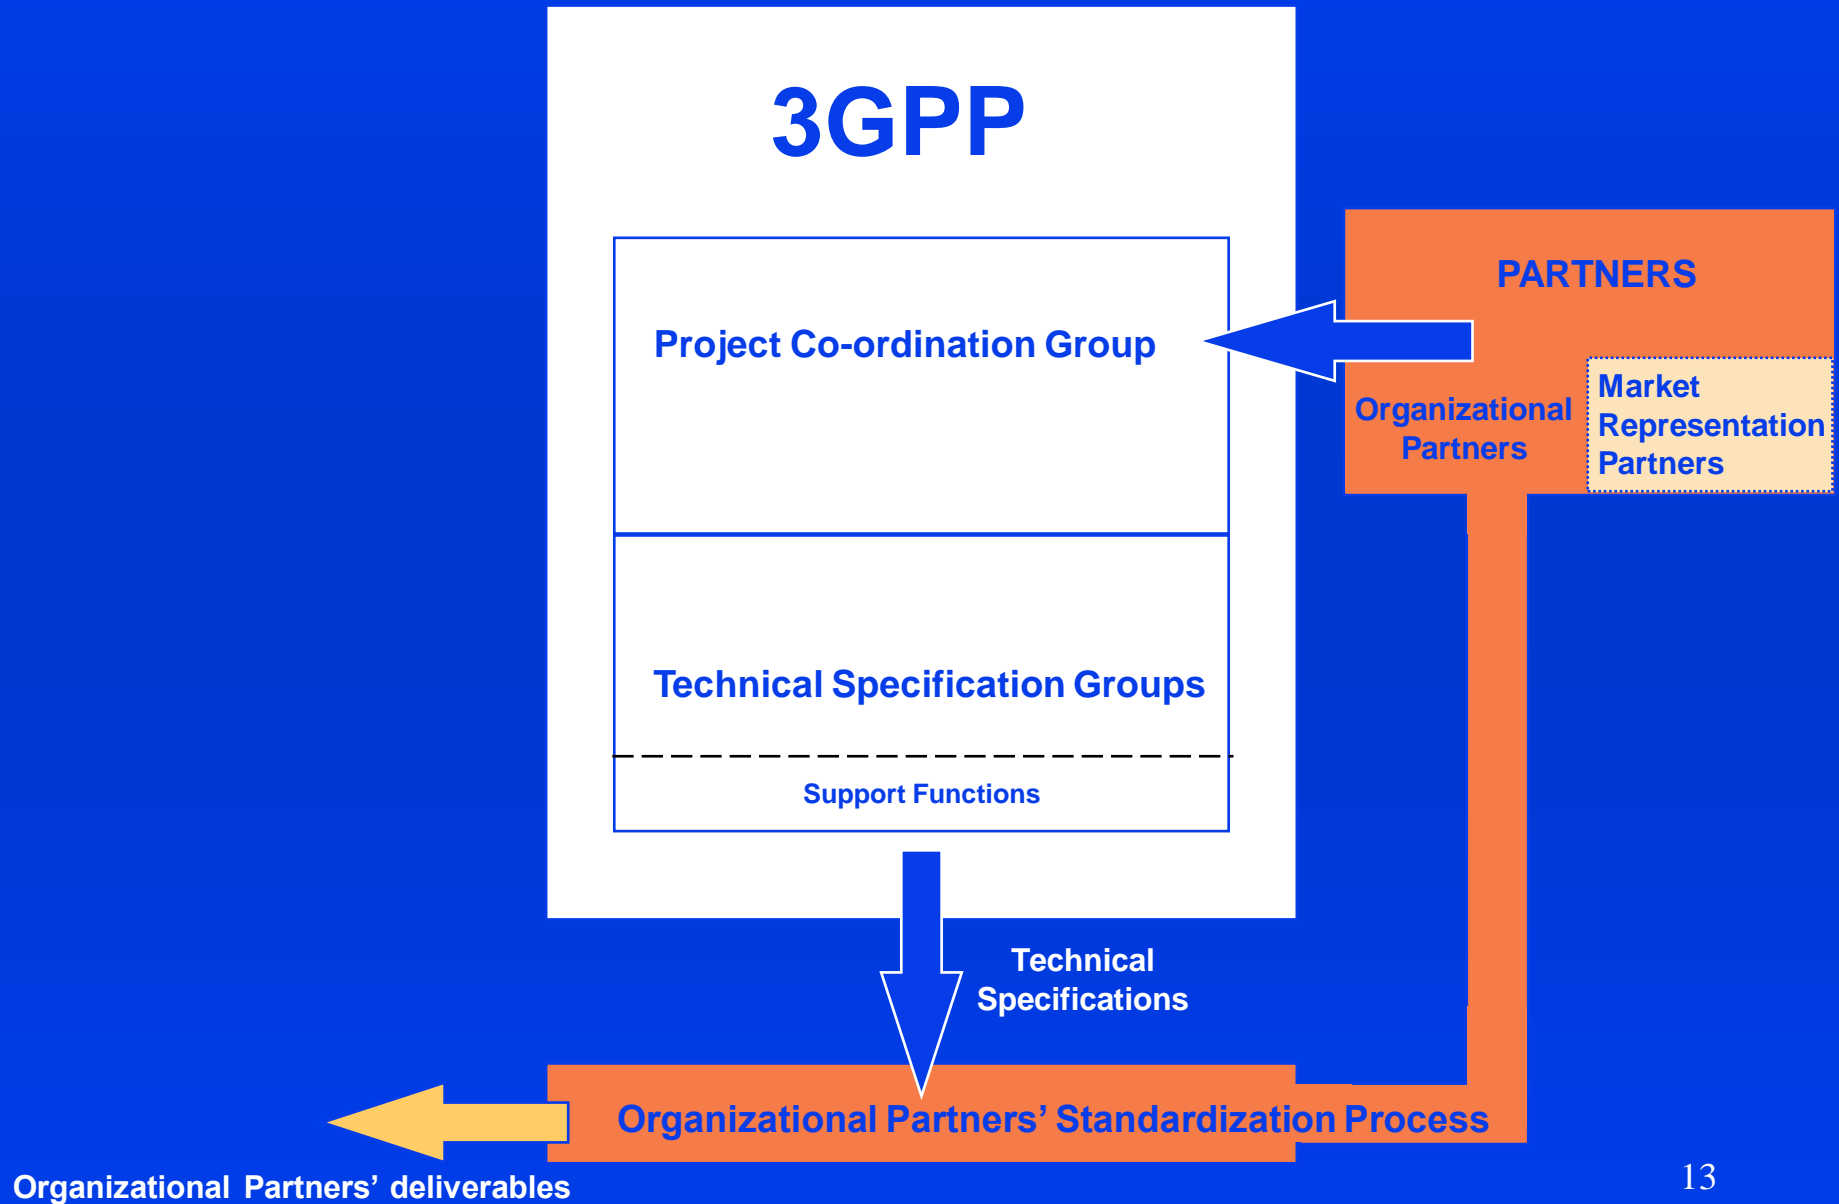 3GPP
PARTNERS
Project Co-ordination Group
Organizational
Partners
Market
Representation
Partners
Technical Specification Groups
Support Functions
Technical
Specifications
Organizational Partners’ Standardization Process
Organizational Partners’ deliverables
13